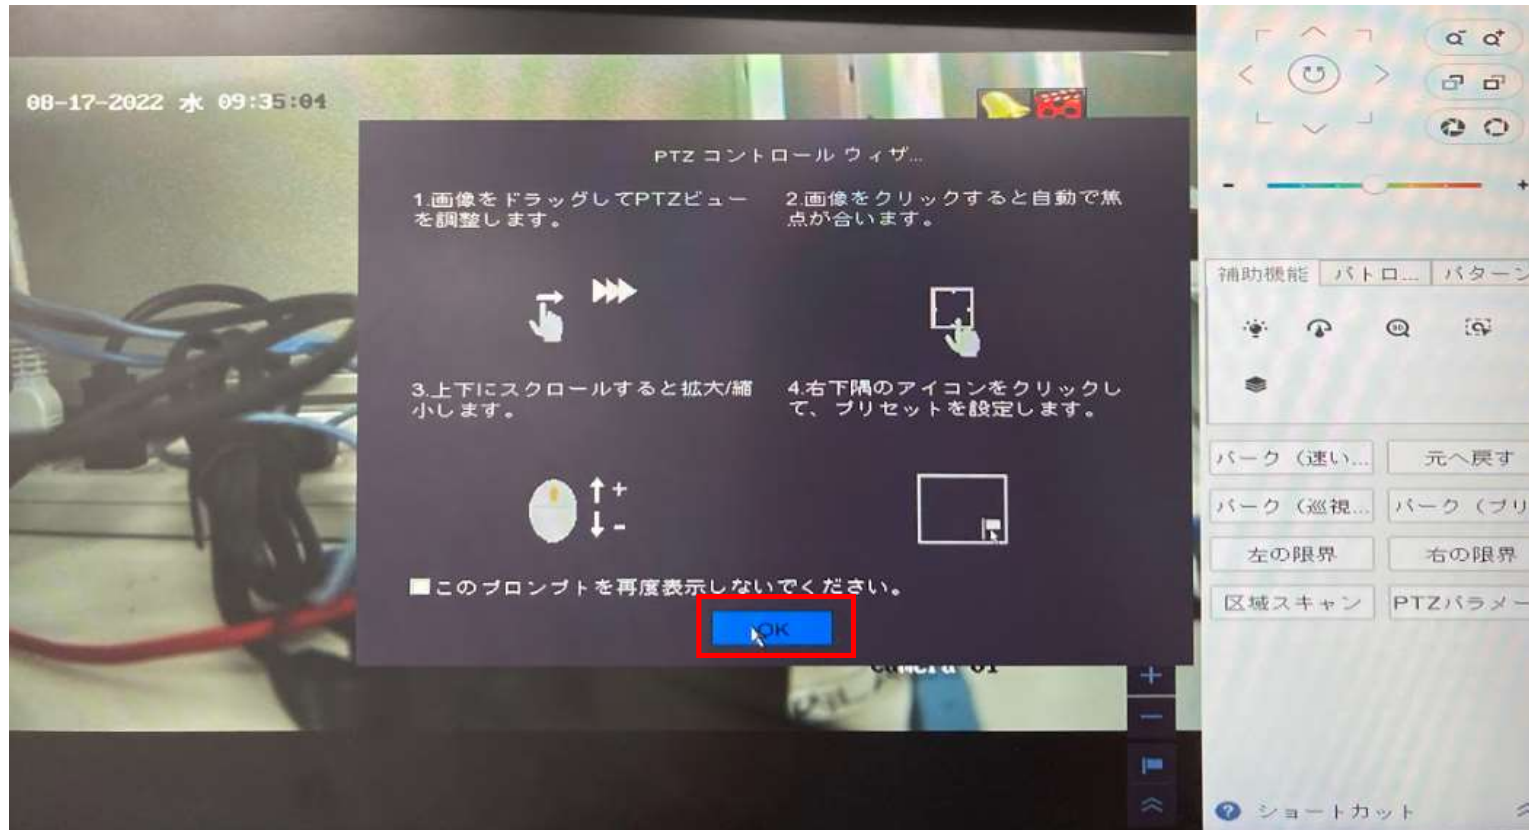 08-17-2022 水 09:35:04
PTZ コントロール ウィザ...
1.画像をドラッグしてPTZビュー
を調整します。
2.画像をクリックすると自動で焦
点が合います。
3.上下にスクロールすると拡大/縮
小します。
4.右下隅のアイコンをクリックし
て、プリセットを設定します。
このプロンプトを再度表示しないでください。
OK
camera 01
補助機能
パトロ...
パターン
パーク（速い...
元へ戻す
パーク（巡視...
パーク（プリ
左の限界
右の限界
区域スキャン
PTZパラメー
ショートカット